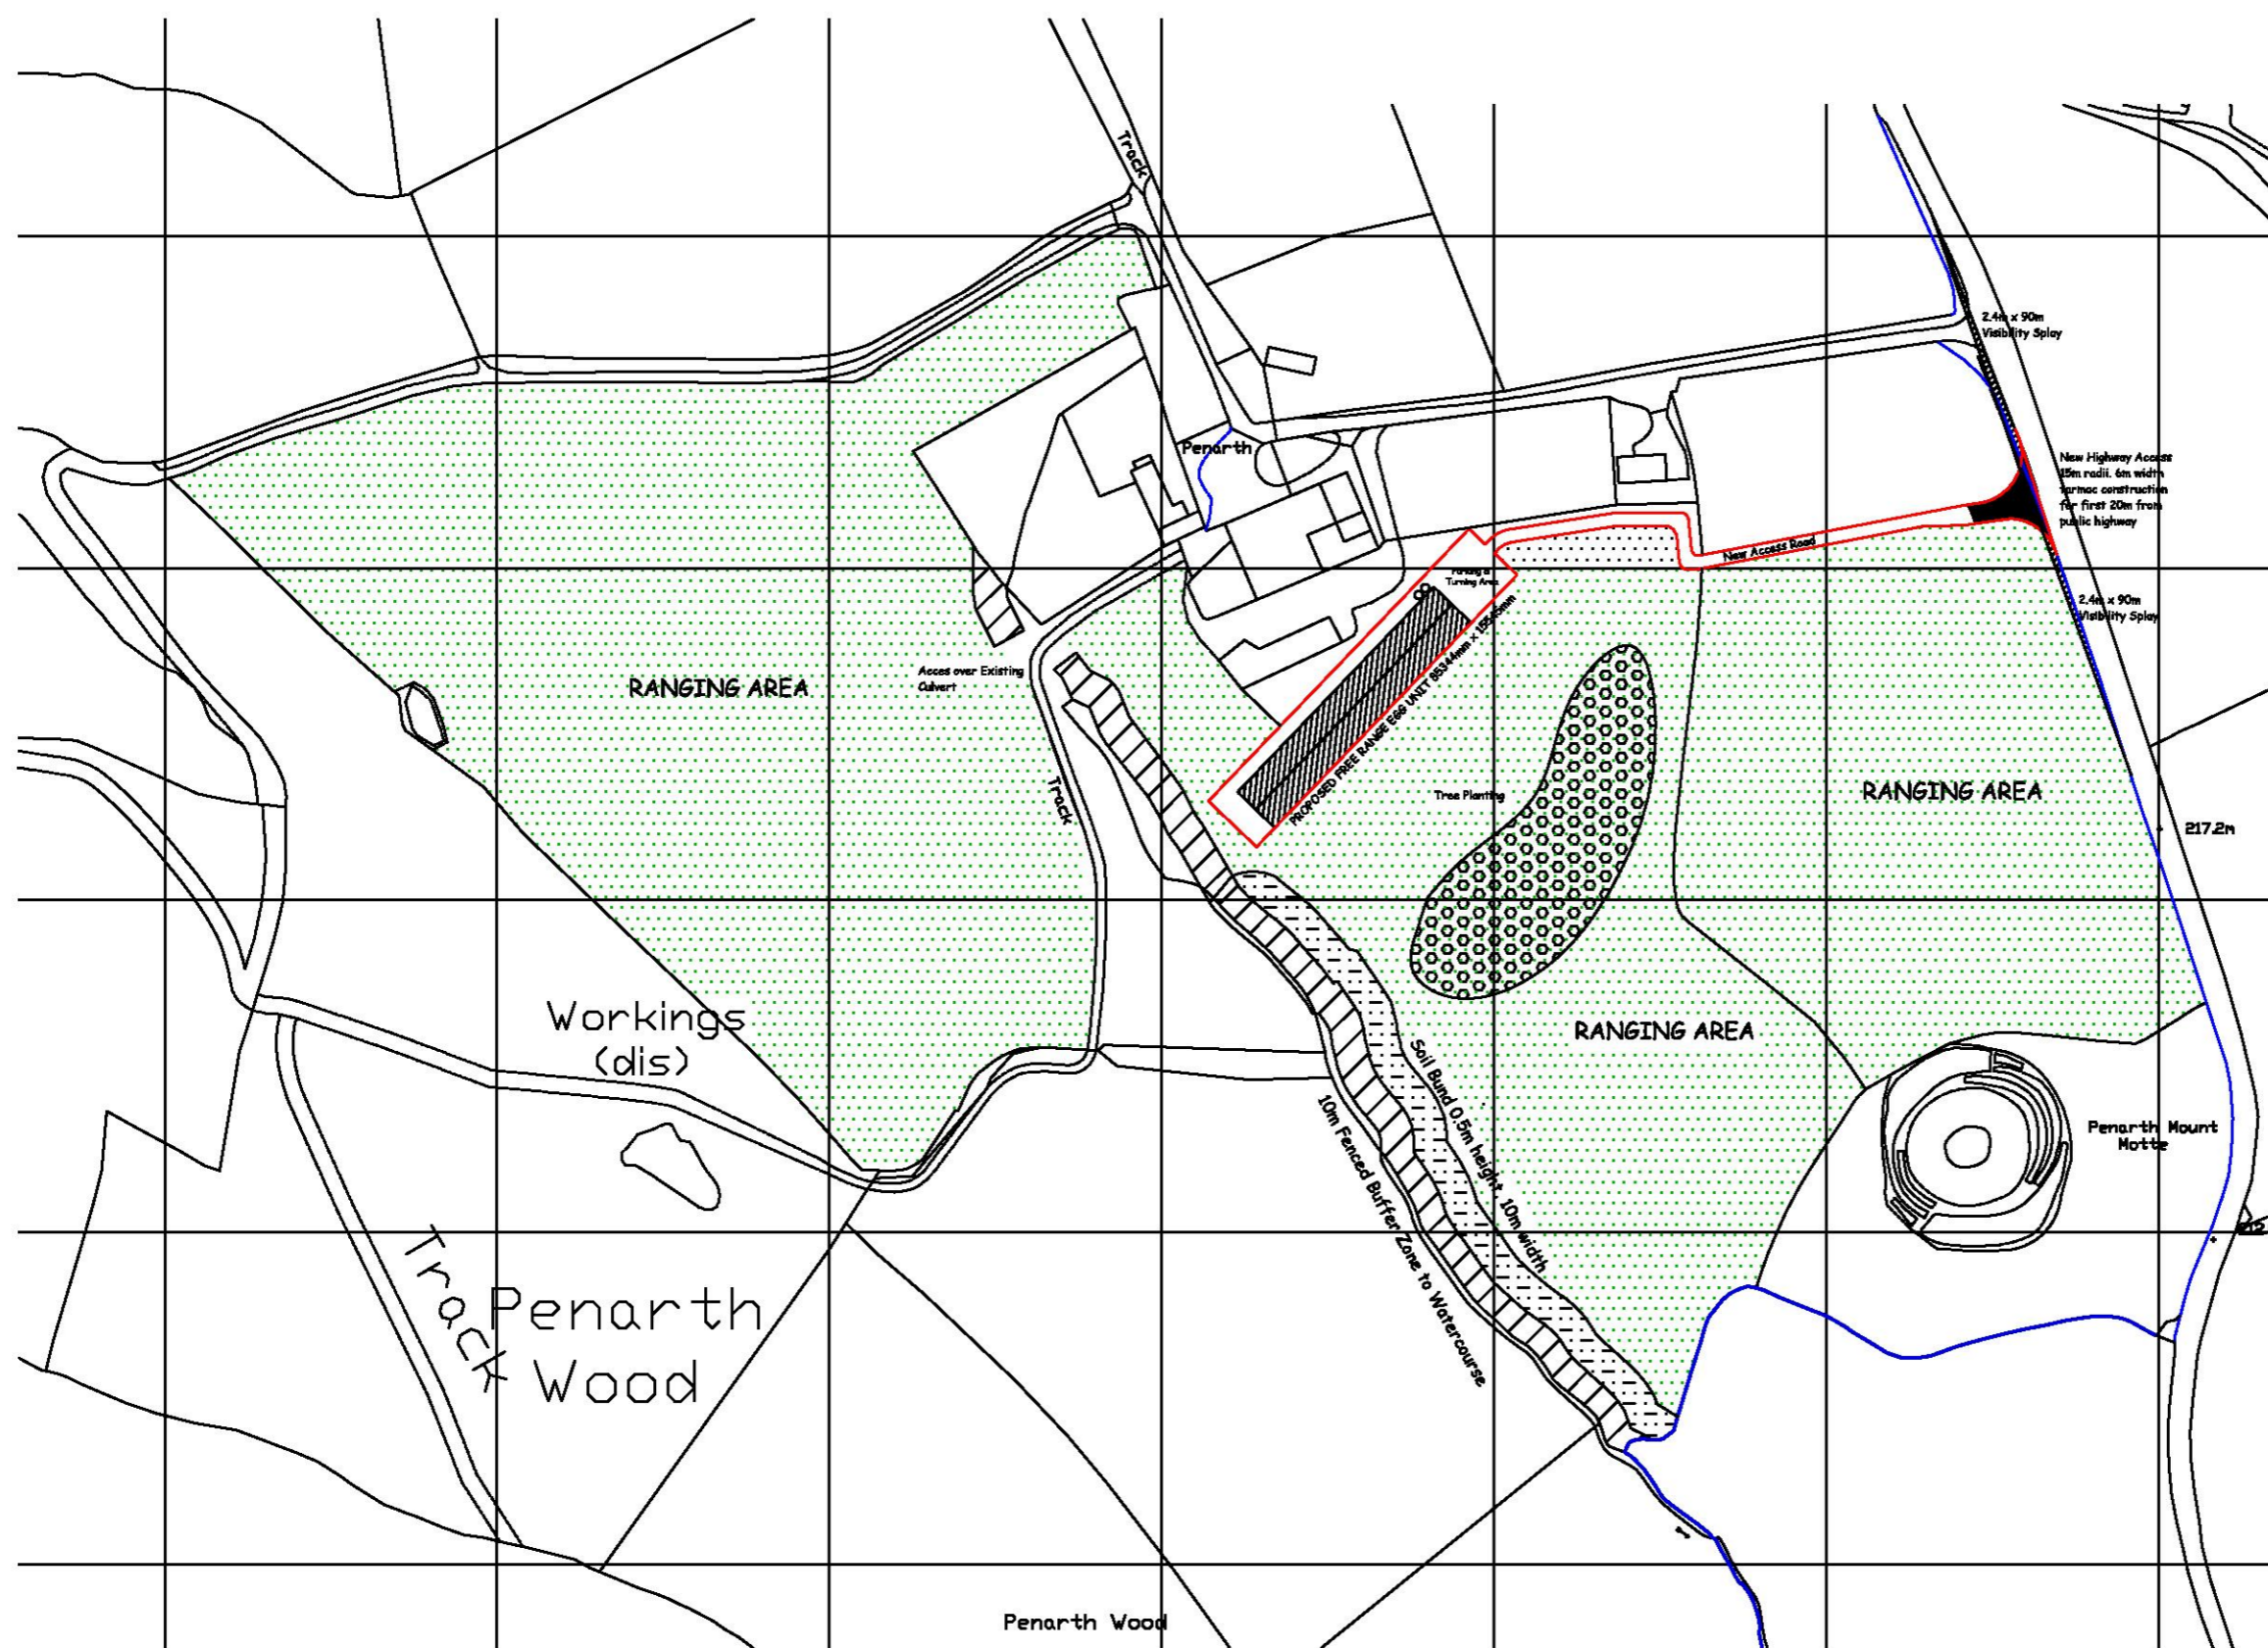 Track
2.4m x 90m
Visibility Splay
Penarth
New Highway Access
15m radii. 6m width
tarmac construction
for first 20m from
public highway
New Access Road
Parking &
Turning Area
2.4m x 90m
Visibility Splay
Acces over Existing
Culvert
RANGING AREA
PROPOSED FREE RANGE EGG UNIT 85344mm x
Track
Tree Planting
RANGING AREA
217.2m
Workings
(dis)
RANGING AREA
Soil Bund 0.5m height, 10m width
10m Fenced Buffer Zone to Watercourse
Penarth Mount
Motte
Track
Penarth
Wood
Penarth Wood